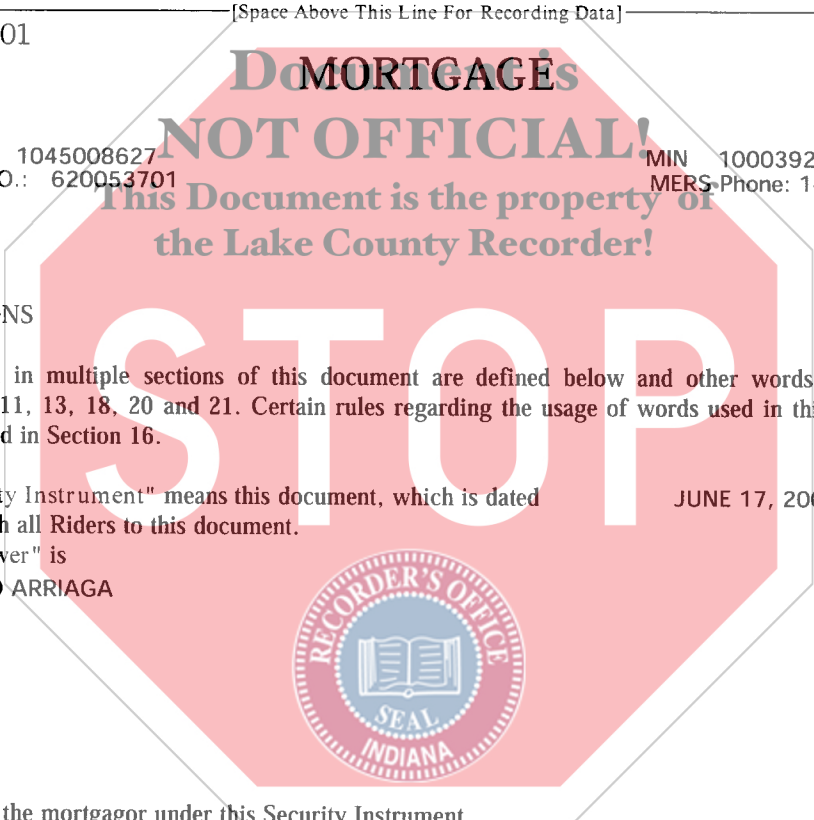 [Space Above This Line For Recording Data]
01
MORTGAGE
Document is
NOT OFFICIAL!
1045008627
MIN 1000392
O.: 620053701
MERS Phone: 1
This Document is the property of
the Lake County Recorder!
NS
STOP
in multiple sections of this document are defined below and other words
11, 13, 18, 20 and 21. Certain rules regarding the usage of words used in thi
d in Section 16.
ty Instrument" means this document, which is dated JUNE 17, 200
h all Riders to this document.
ver" is
ARRIAGA
RECORDER'S OFFICE
SEAL
INDIANA
the mortgagor under this Security Instrument